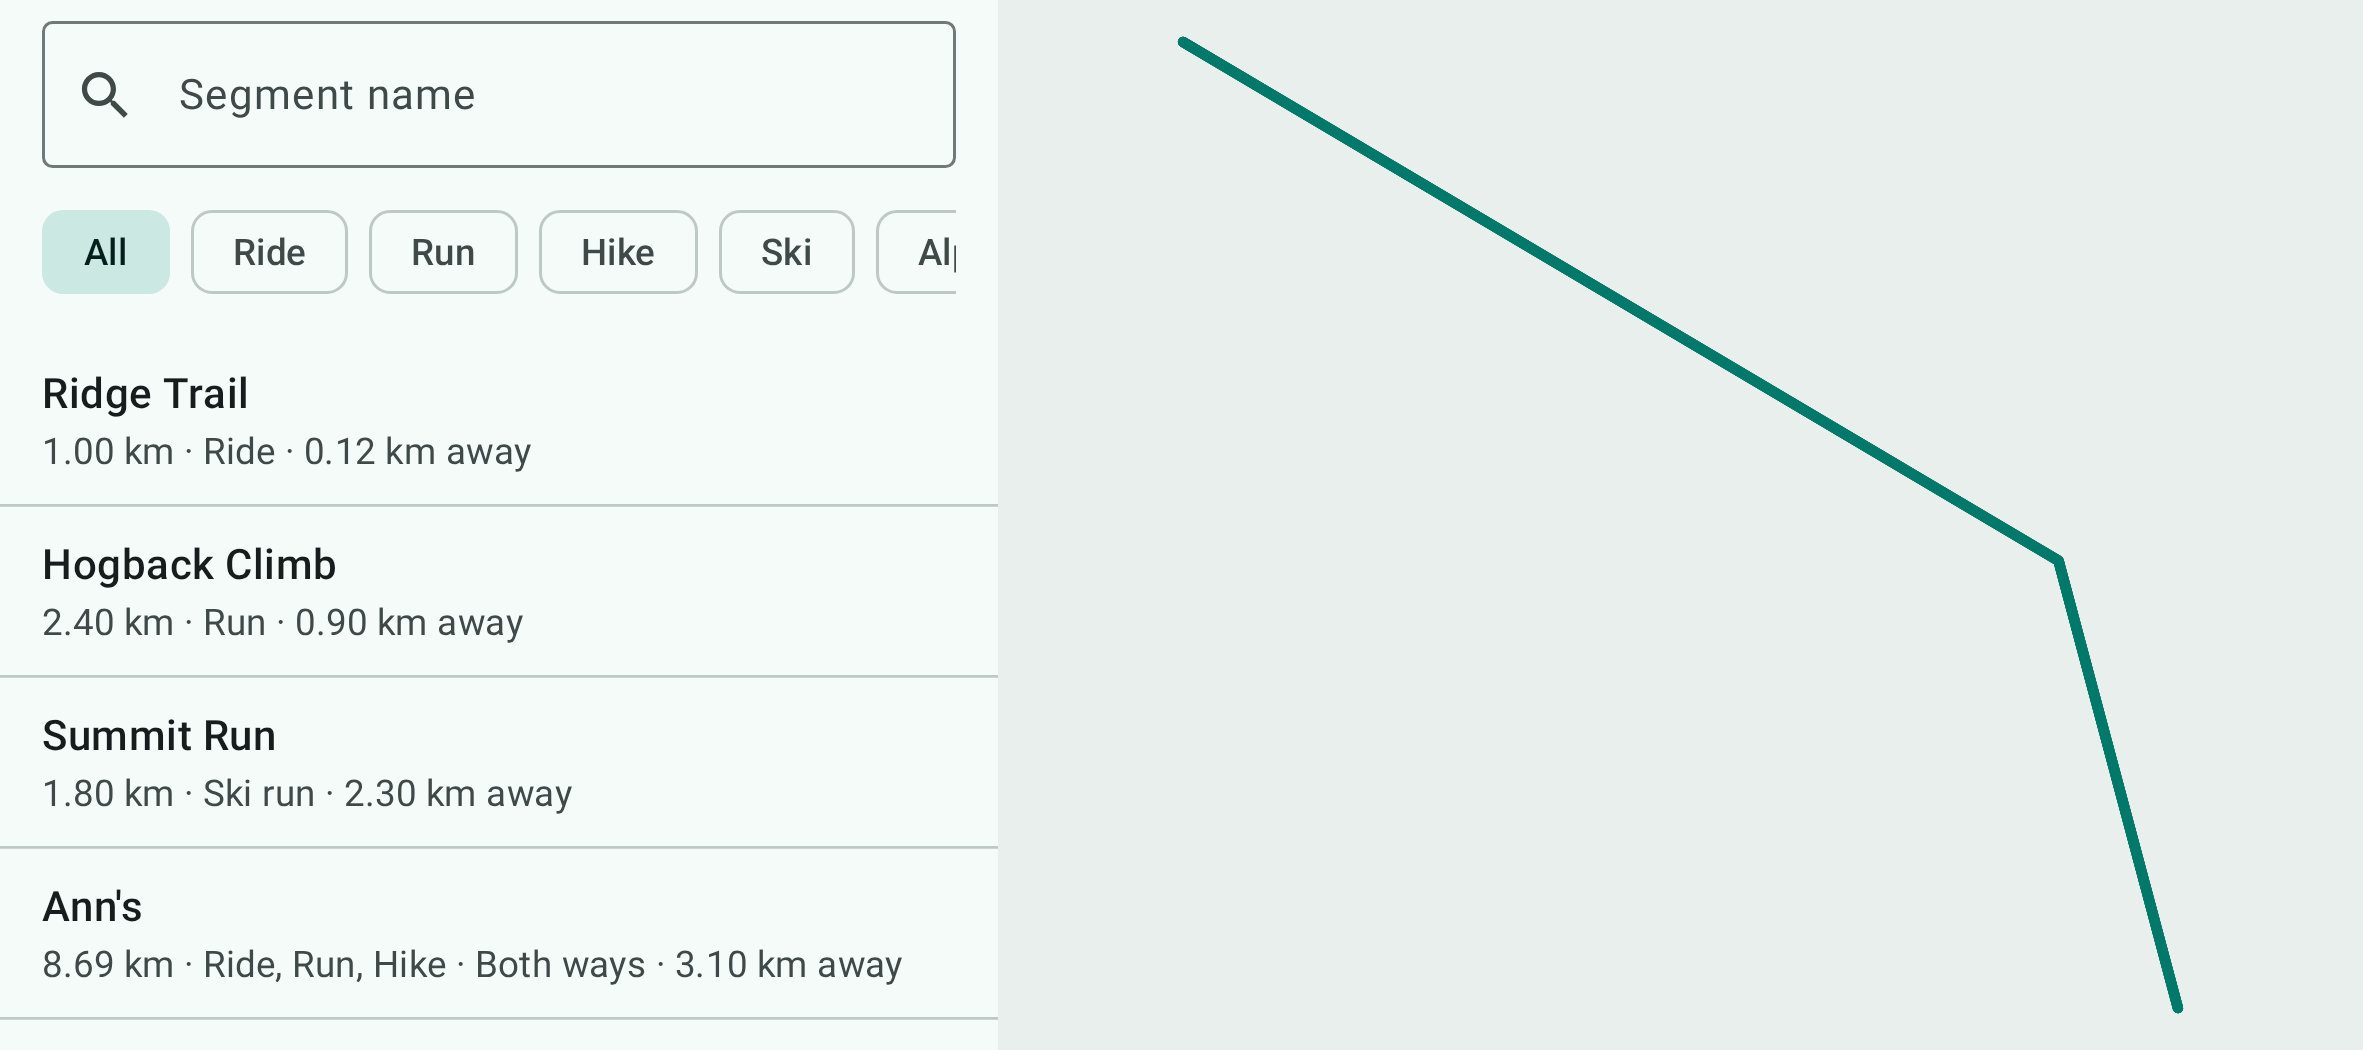 Segment name
All Ride Run Hike Ski
Ridge Trail
1.00 km · Ride · 0.12 km away
Hogback Climb
2.40 km · Run · 0.90 km away
Summit Run
1.80 km · Ski run · 2.30 km away
Ann's
8.69 km · Ride, Run, Hike · Both ways · 3.10 km away